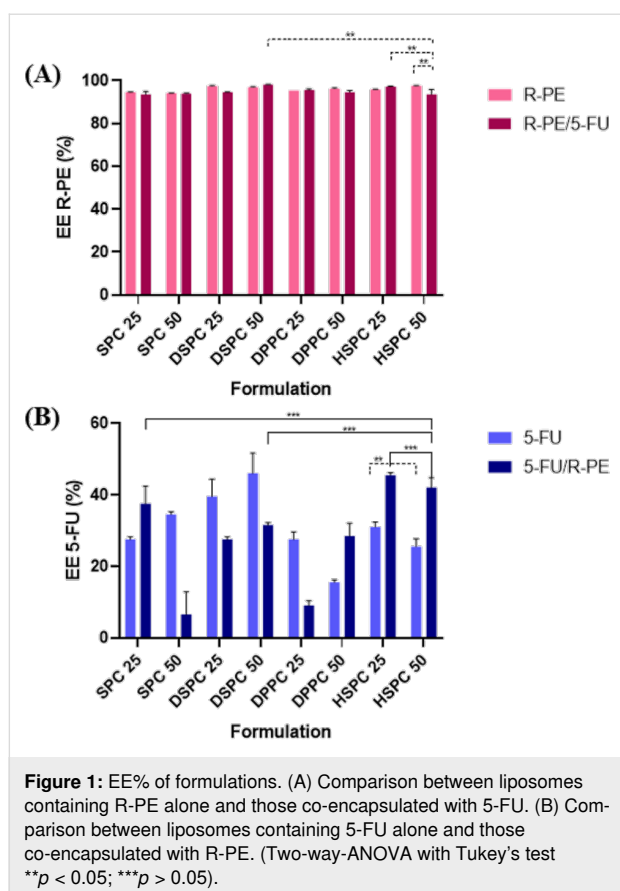 (A)
**
**
**
100
80
60
40
20
0
EE R-PE (%)
R-PE
R-PE/5-FU
SPC 25
SPC 50
DSPC 25
DSPC 50
DPPC 25
DPPC 50
HSPC 25
HSPC 50
Formulation
(B)
***
***
***
**
60
40
20
0
EE 5-FU (%)
5-FU
5-FU/R-PE
SPC 25
SPC 50
DSPC 25
DSPC 50
DPPC 25
DPPC 50
HSPC 25
HSPC 50
Formulation
Figure 1: EE% of formulations. (A) Comparison between liposomes
containing R-PE alone and those co-encapsulated with 5-FU. (B) Com-
parison between liposomes containing 5-FU alone and those
co-encapsulated with R-PE. (Two-way-ANOVA with Tukey’s test
**p < 0.05; ***p > 0.05).